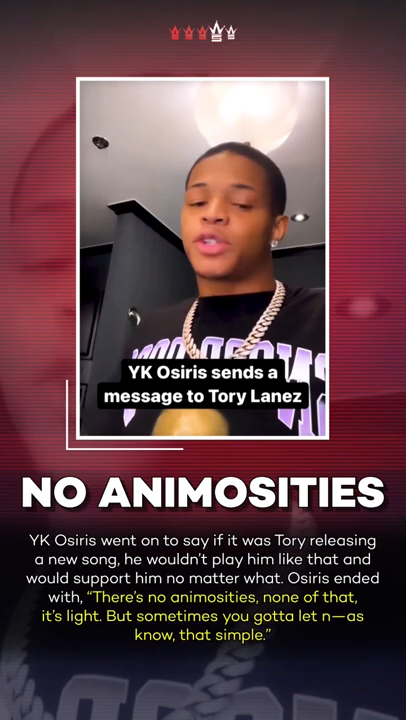 YK Osiris sends a
message to Tory Lanez
NO ANIMOSITIES
YK Osiris went on to say if it was Tory releasing
a new song, he wouldn't play him like that and
would support him no matter what. Osiris ended
with, “There's no animosities, none of that,
it's light. But sometimes you gotta let n—as
know, that simple.”